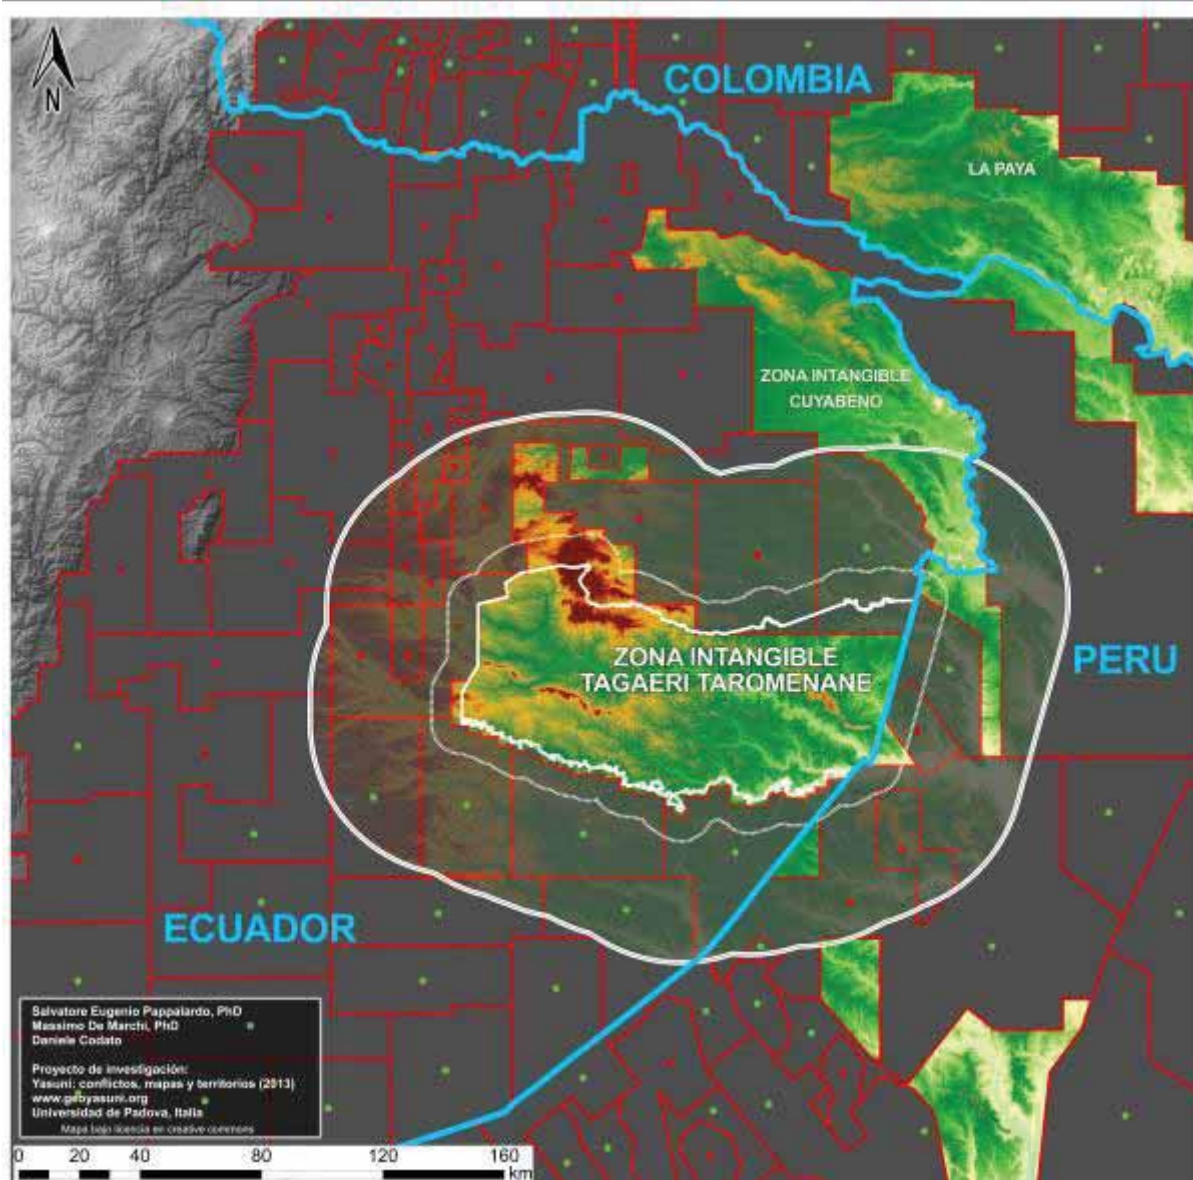 N
COLOMBIA
LA PAYA
ZONA INTANGIBLE
CUYABENO
ZONA INTANGIBLE
TAGAERI TAROMENANE
PERU
ECUADOR
Salvatore Eugenio Pappalardo, PhD
Massimo De Marchi, PhD
Daniele Codato
Proyecto de investigación:
Yasuní: conflictos, mapas y territorios (2013)
www.geoyasuni.org
Universidad de Padova, Italia
Mapa bajo licencia en creative commons
0 20 40 80 120 160
km